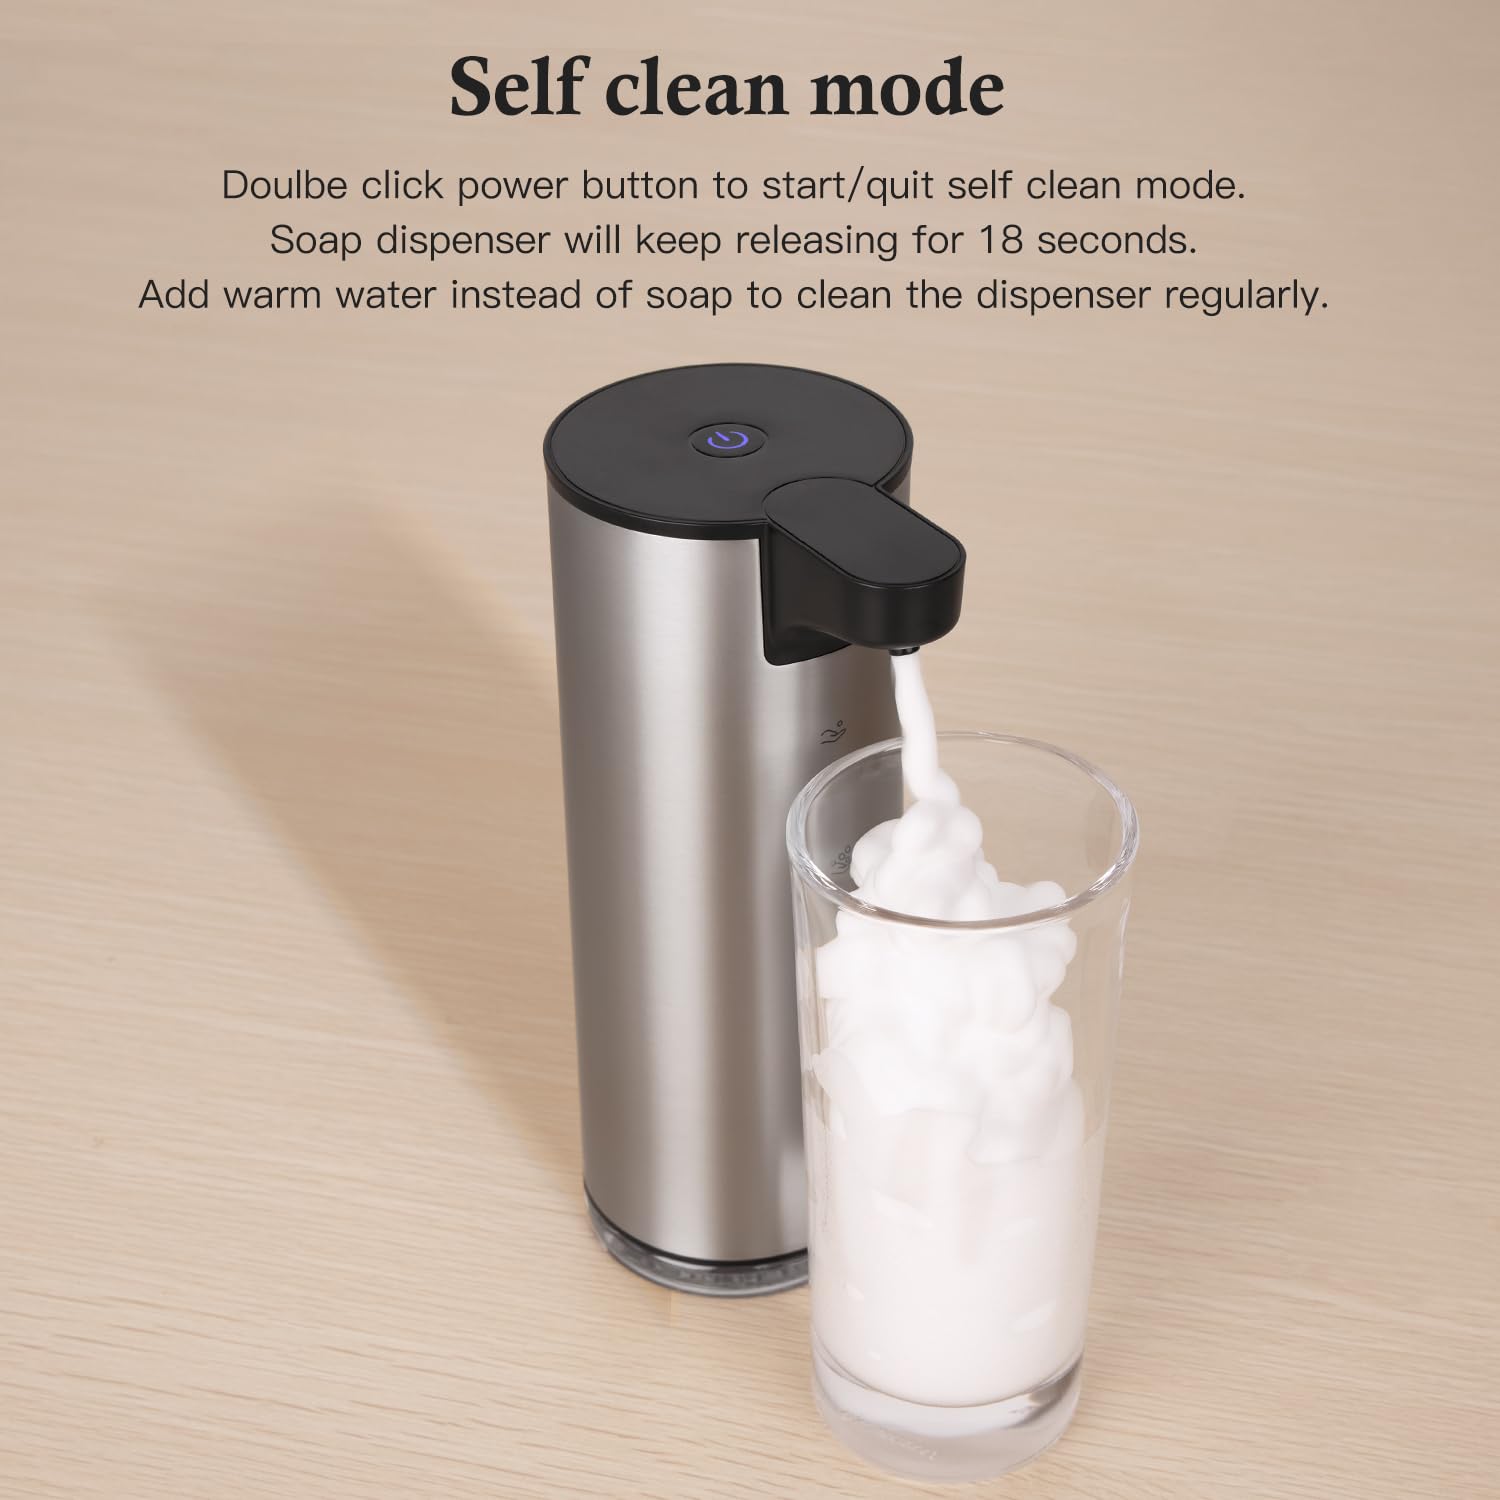 Self clean mode
Doulbe click power button to start/quit self clean mode.
Soap dispenser will keep releasing for 18 seconds.
Add warm water instead of soap to clean the dispenser regularly.